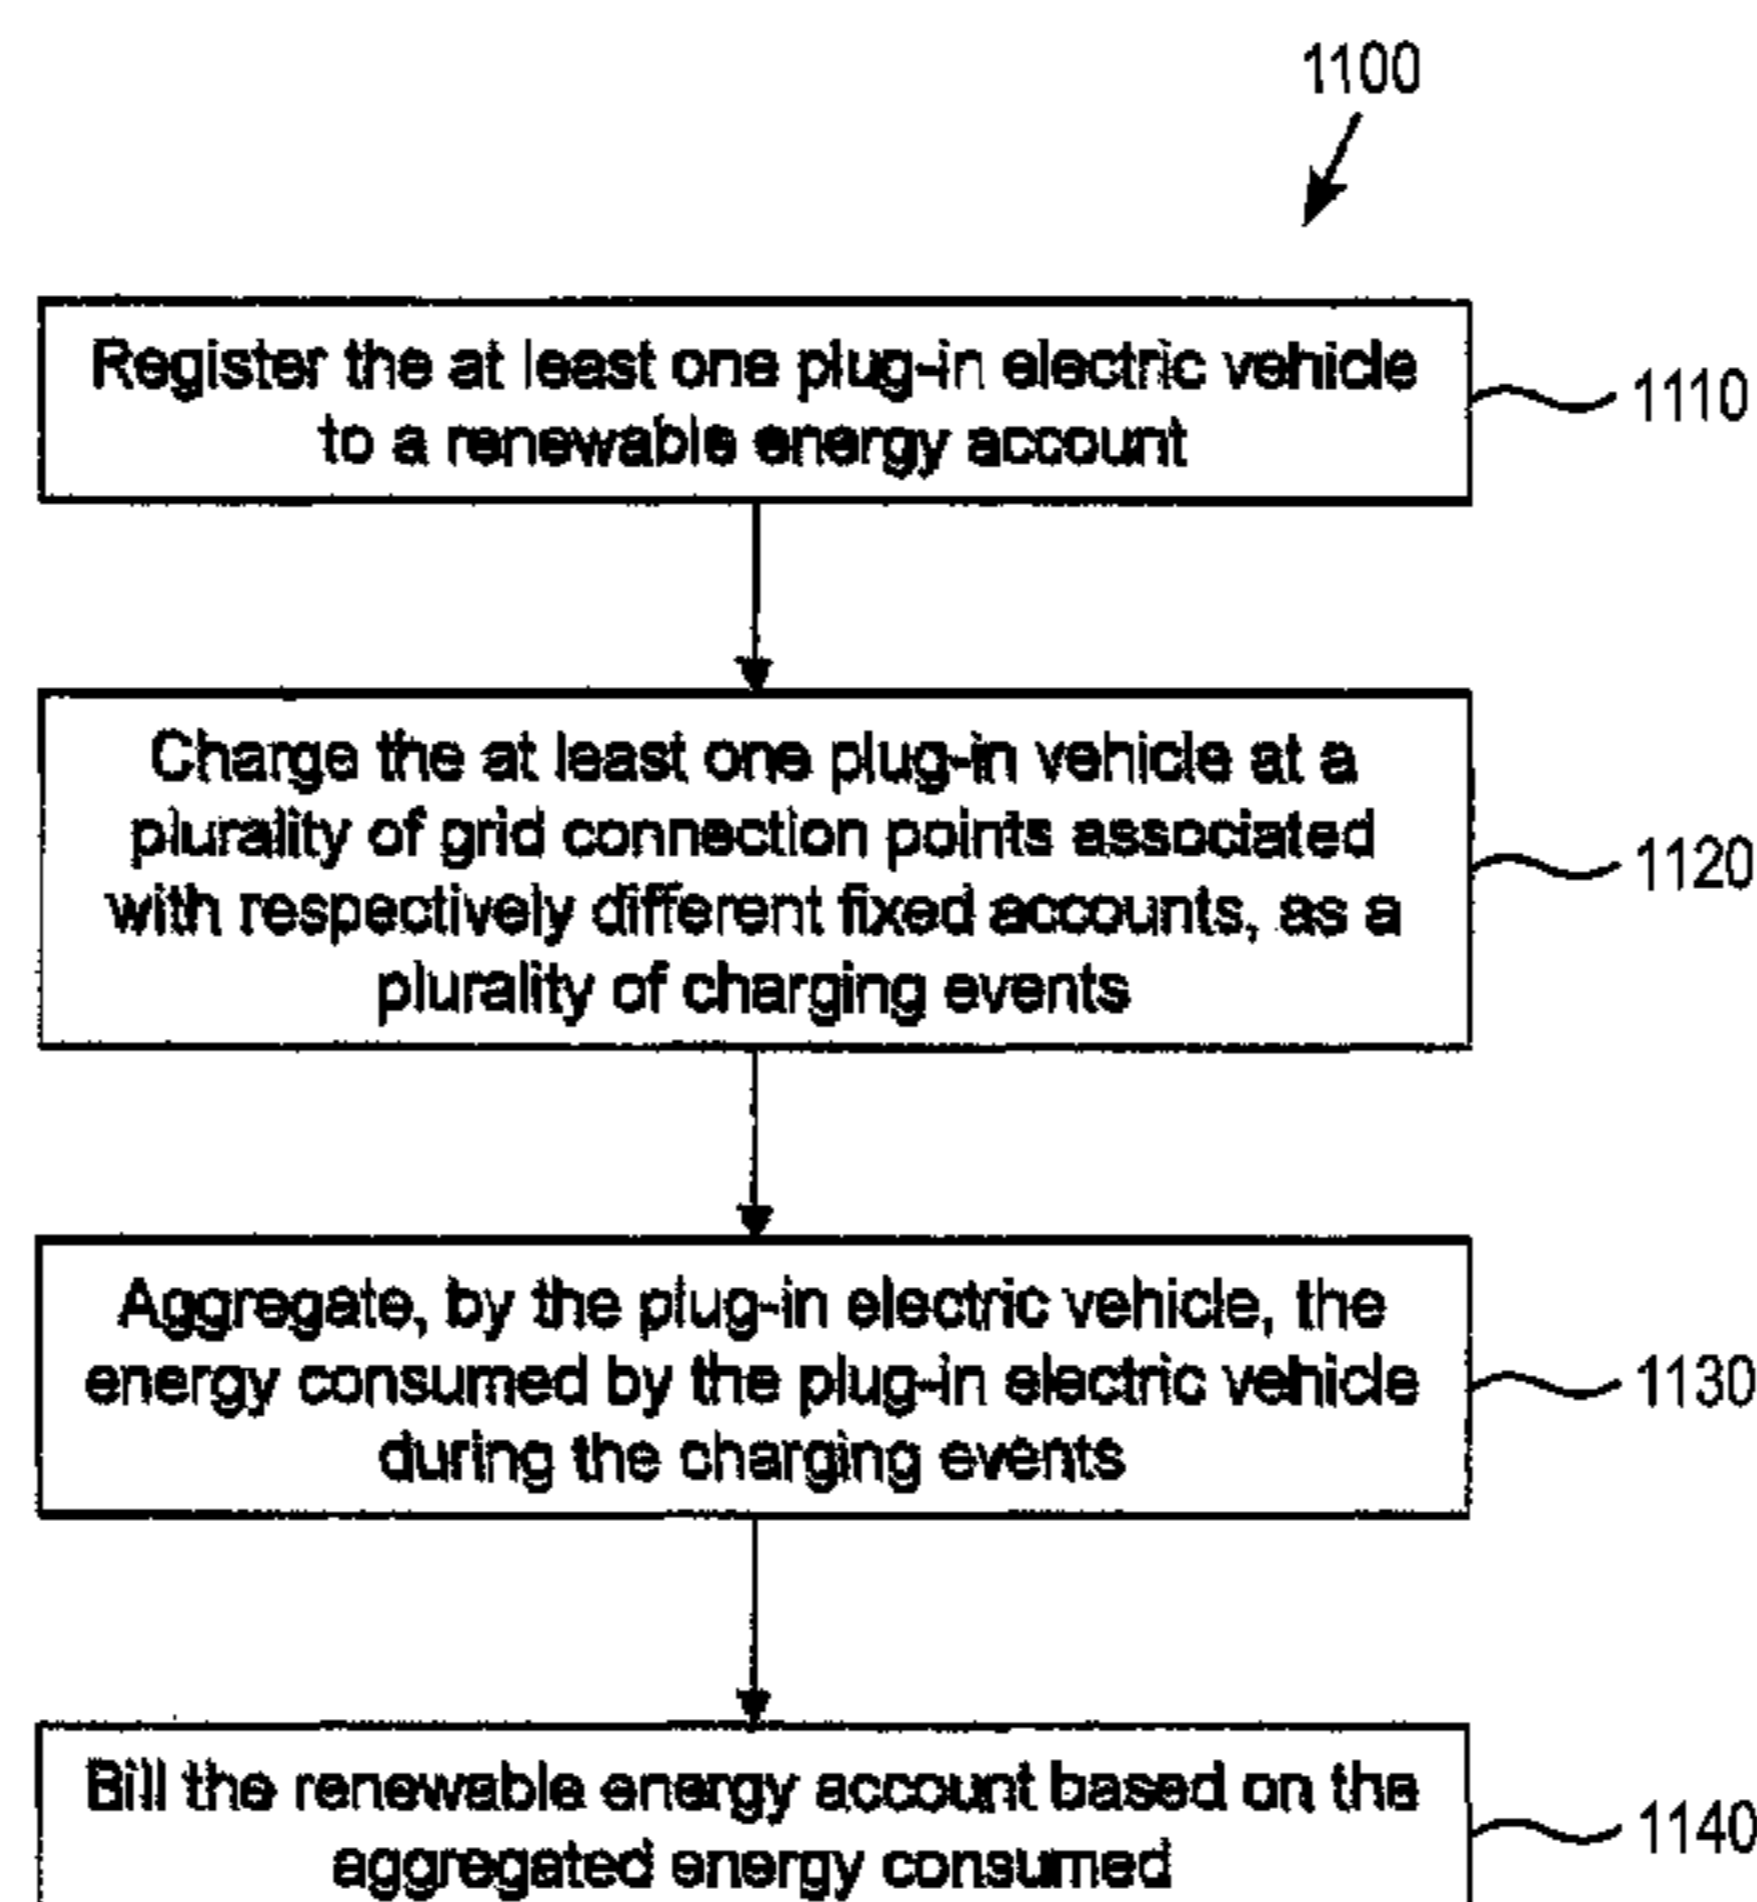 1100
Register the at least one plug-in electric vehicle
to a renewable energy account
1110
Charge the at least one plug-in vehicle at a
plurality of grid connection points associated
with respectively different fixed accounts, as a
plurality of charging events
1120
Aggregate, by the plug-in electric vehicle, the
energy consumed by the plug-in electric vehicle
during the charging events
1130
Bill the renewable energy account based on the
aggregated energy consumed
1140